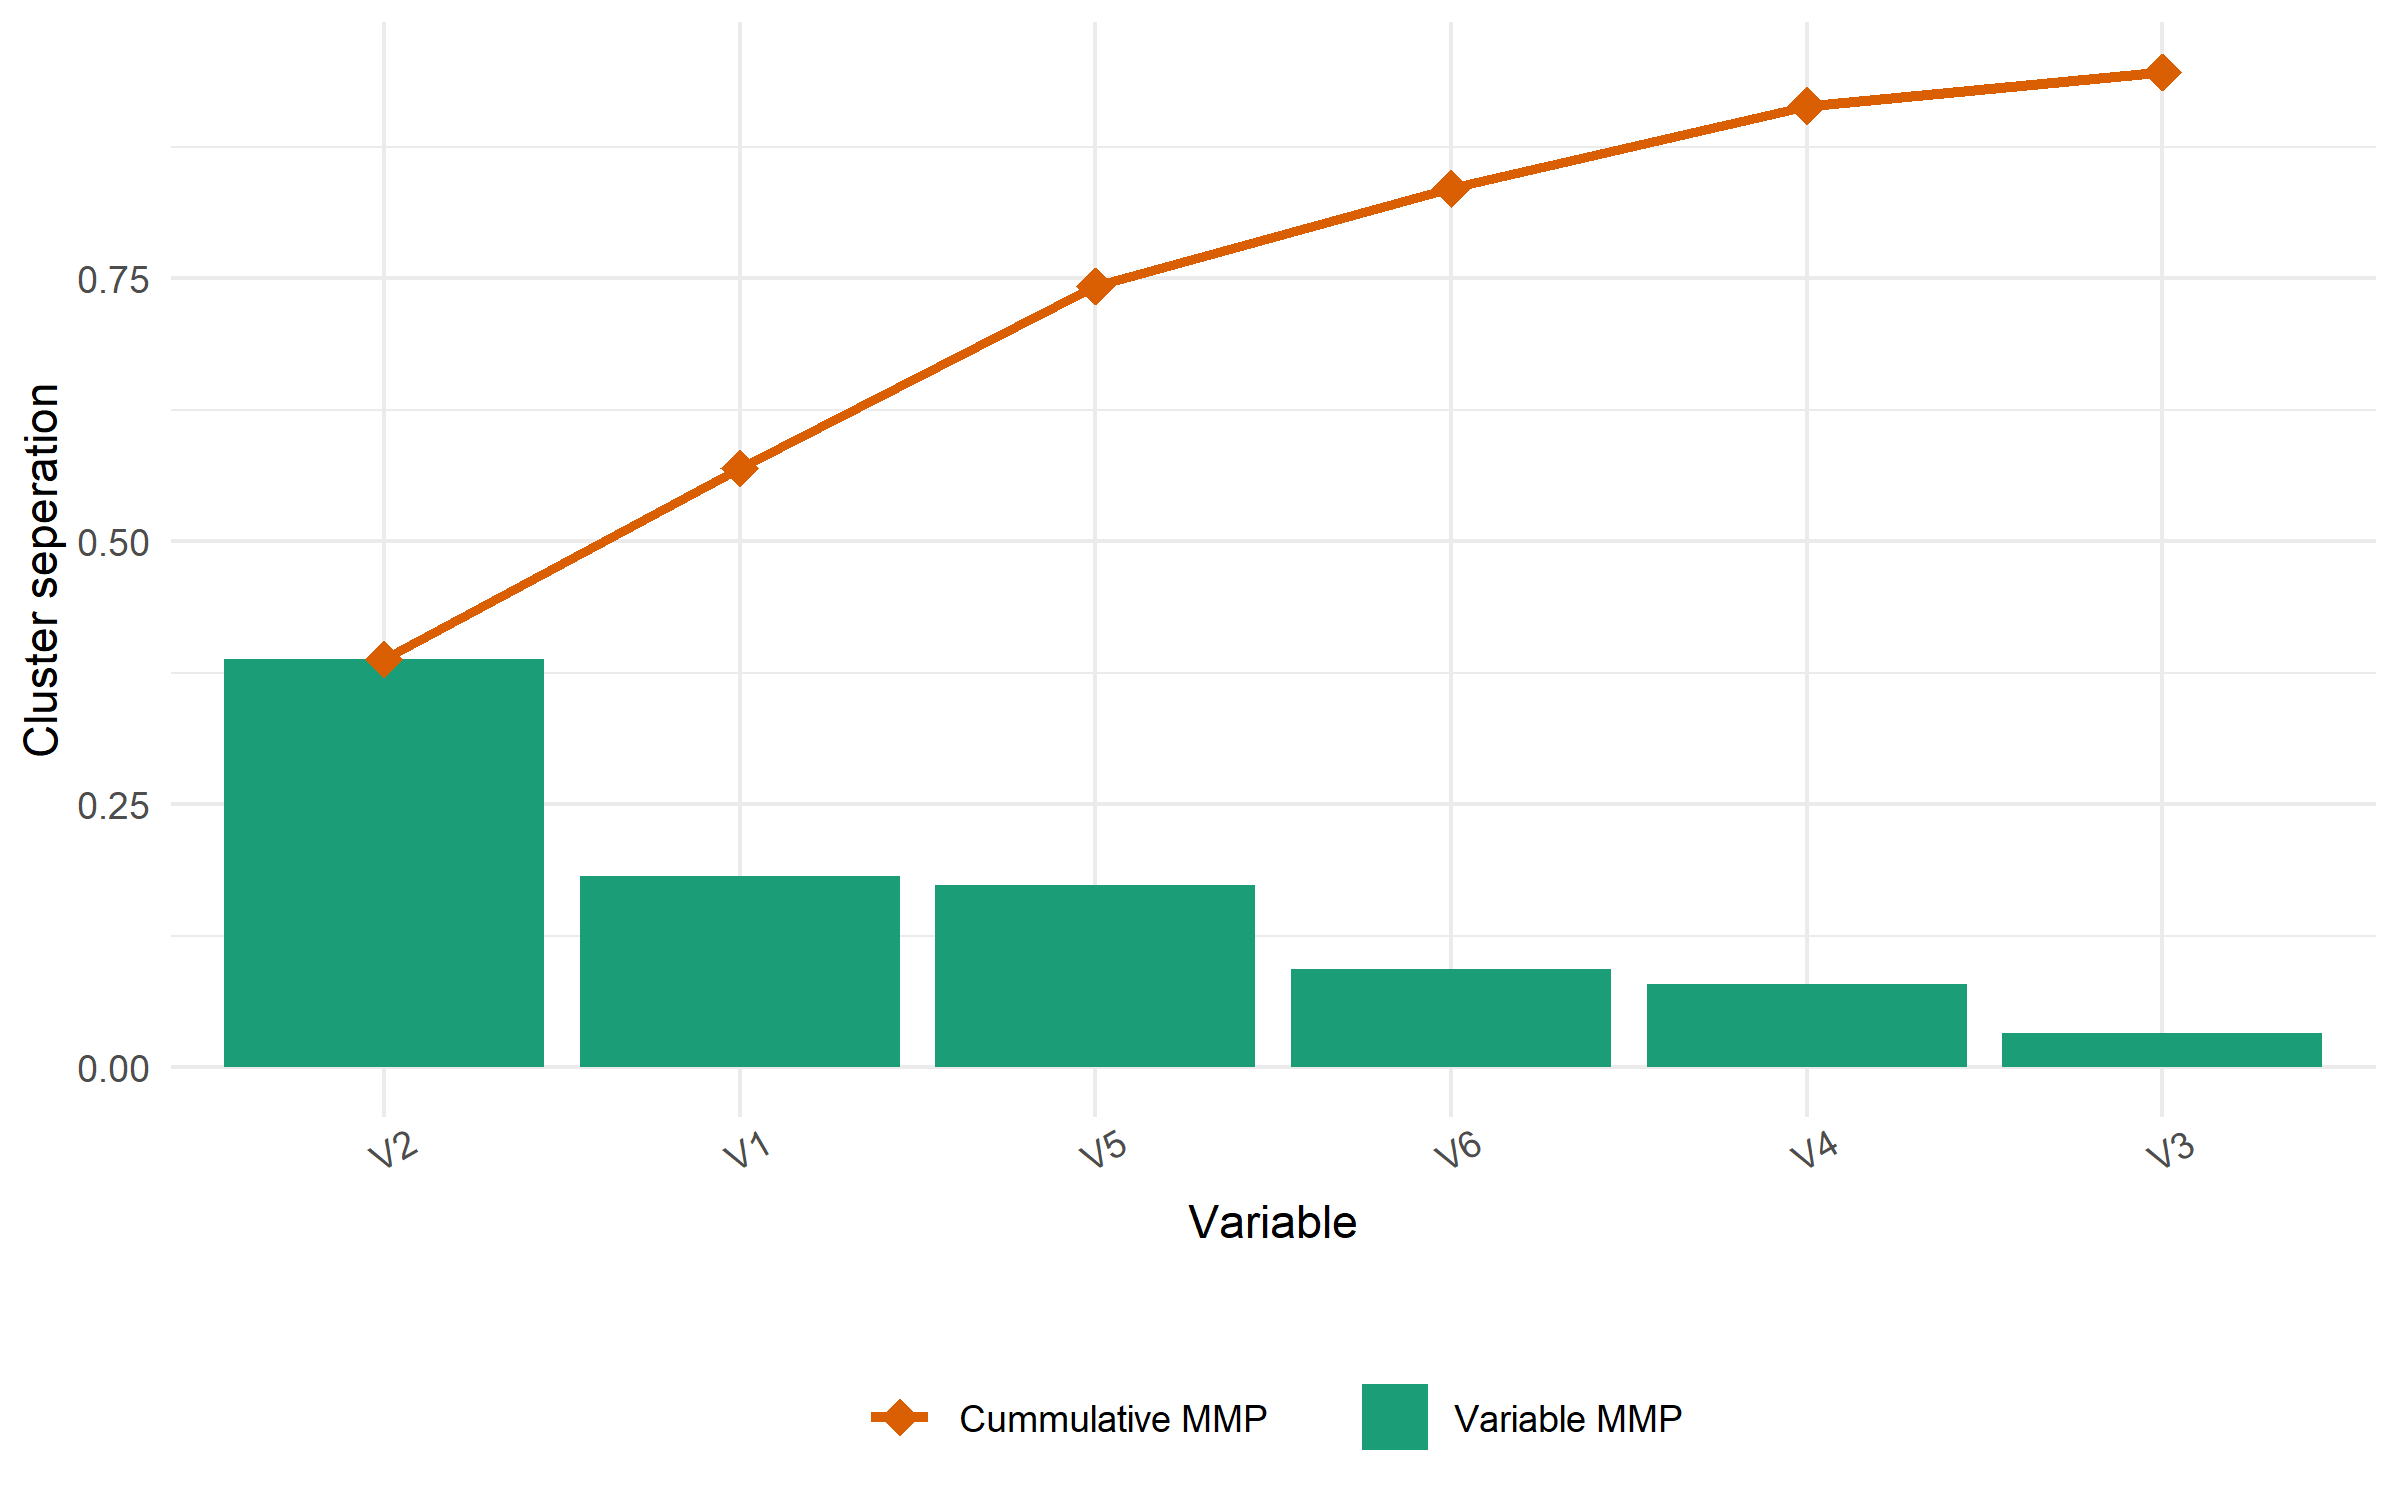 Cluster seperation
0.75
0.50
0.25
0.00
V2 V1 V5 V6 V4 V3
Variable
Cummulative MMP Variable MMP